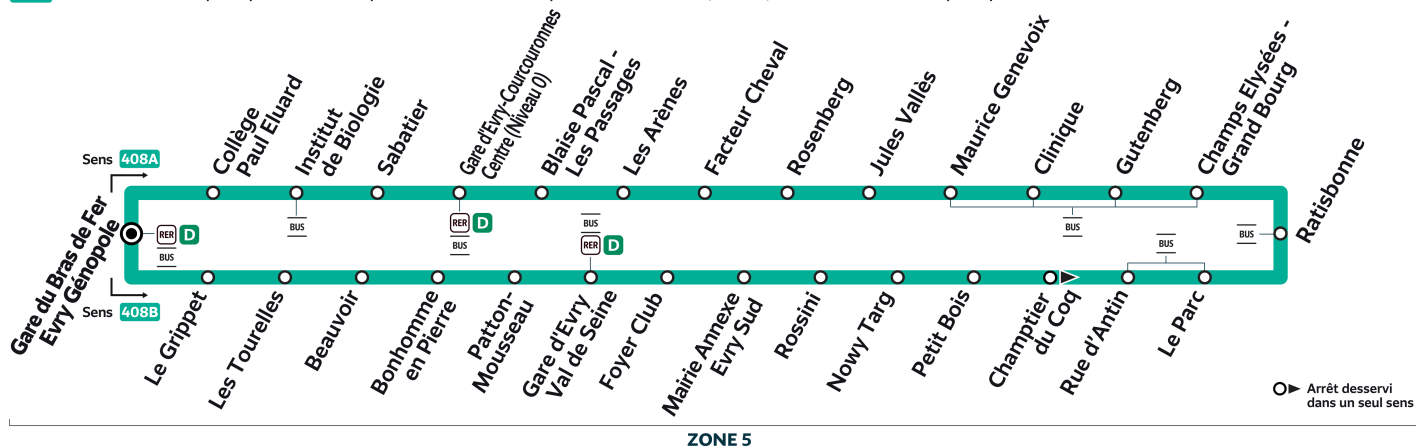 Sens 408A
Collège
Paul Eluard
Institut
de Biologie
Sabatier
Gare d'Evry-Courcouronnes
Centre (Niveau 0)
Blaise Pascal -
Les Passages
Les Arènes
Facteur Cheval
Rosenberg
Jules Vallès
Maurice Genevoix
Clinique
Gutenberg
Champs Elysées -
Grand Bourg
Ratisbonne
Gare du Bras de Fer
Evry Génopole
RER D
BUS
BUS
RER D
BUS
BUS
RER D
BUS
BUS
BUS
Sens 408B
Le Grippet
Les Tourelles
Beauvoir
Bonhomme
en Pierre
Patton-
Mousseau
Gare d'Evry
Val de Seine
Foyer Club
Mairie Annexe
Evry Sud
Rossini
Nowy Targ
Petit Bois
Champtier
du Coq
Rue d'Antin
Le Parc
Arrêt desservi
dans un seul sens
ZONE 5